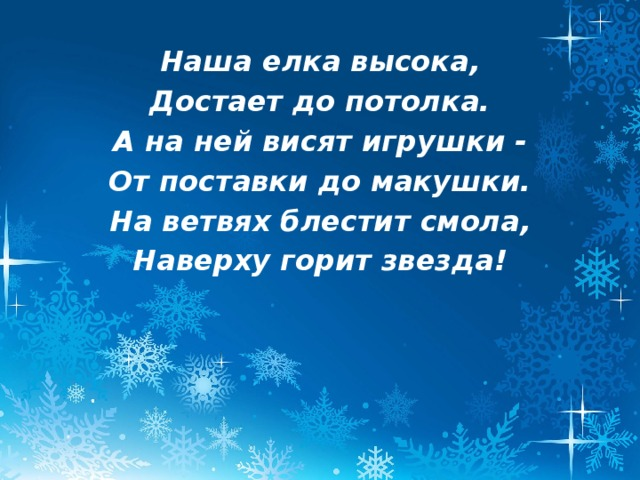 Наша елка высока,
Достает до потолка.
А на ней висят игрушки -
От поставки до макушки.
На ветвях блестит смола,
Наверху горит звезда!